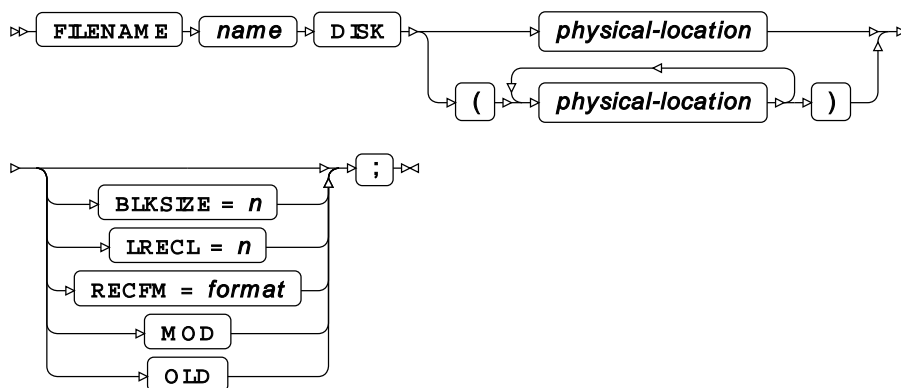 FILENAME name DISK physical-location
( physical-location )
;
BLKSIZE = n
LRECL = n
RECFM = format
MOD
OLD